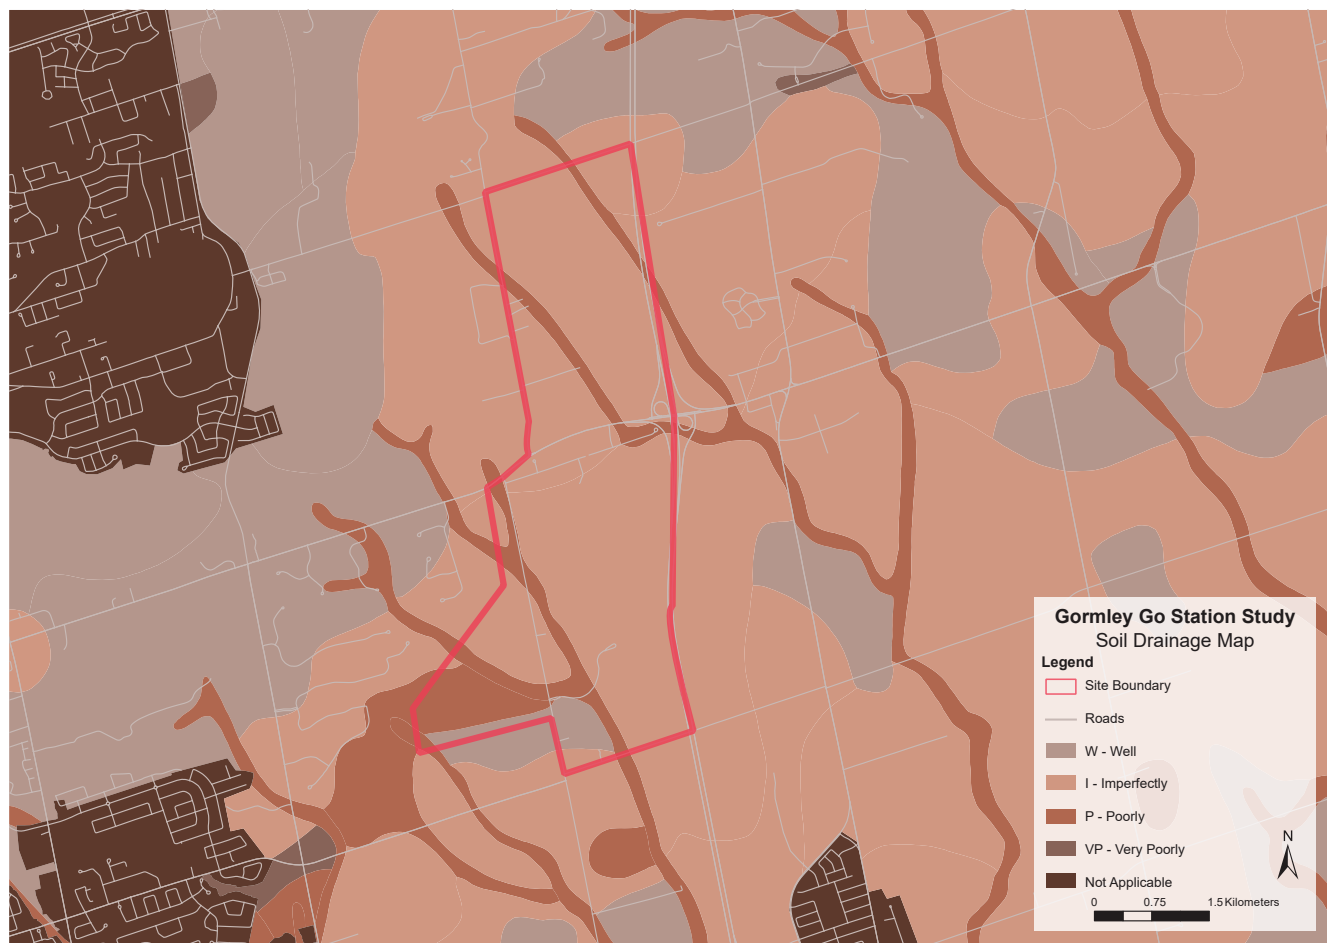 Gormley Go Station Study
Soil Drainage Map
Legend
Site Boundary
Roads
W - Well
I - Imperfectly
P - Poorly
VP - Very Poorly
Not Applicable
N
0 0.75 1.5 Kilometers